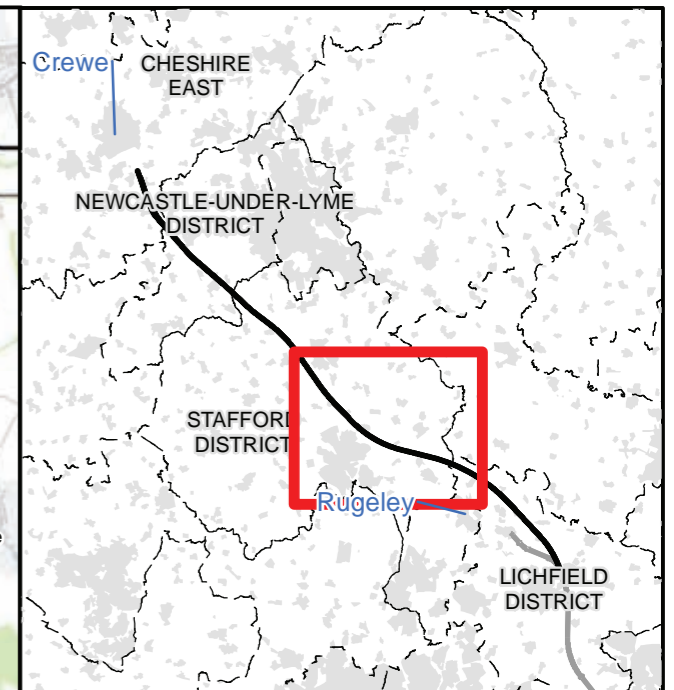 Crewe
CHESHIRE
EAST
NEWCASTLE-UNDER-LYME
DISTRICT
STAFFORD
DISTRICT
Rugeley
LICHFIELD
DISTRICT